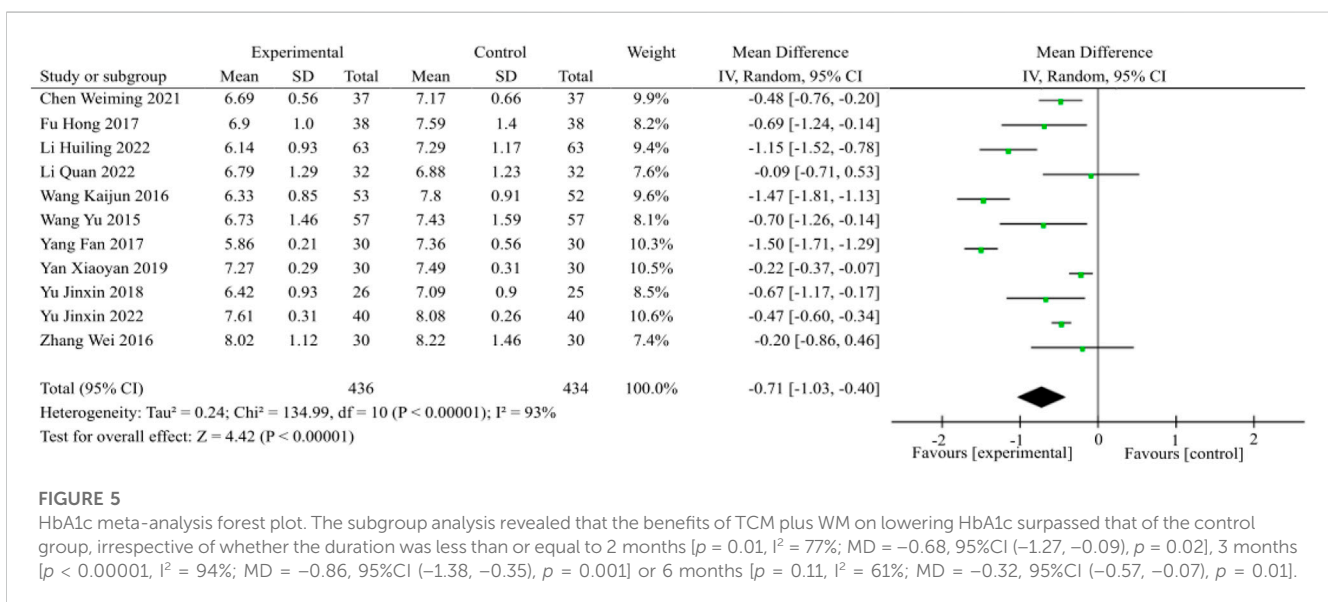 Experimental Control Weight Mean Difference Mean Difference
Study or subgroup Mean SD Total Mean SD Total IV, Random, 95% CI IV, Random, 95% CI
Chen Weiming 2021 6.69 0.56 37 7.17 0.66 37 9.9% -0.48 [-0.76, -0.20]
Fu Hong 2017 6.9 1.0 38 7.59 1.4 38 8.2% -0.69 [-1.24, -0.14]
Li Huiling 2022 6.14 0.93 63 7.29 1.17 63 9.4% -1.15 [-1.52, -0.78]
Li Quan 2022 6.79 1.29 32 6.88 1.23 32 7.6% -0.09 [-0.71, 0.53]
Wang Kaijun 2016 6.33 0.85 53 7.8 0.91 52 9.6% -1.47 [-1.81, -1.13]
Wang Yu 2015 6.73 1.46 57 7.43 1.59 57 8.1% -0.70 [-1.26, -0.14]
Yang Fan 2017 5.86 0.21 30 7.36 0.56 30 10.3% -1.50 [-1.71, -1.29]
Yan Xiaoyan 2019 7.27 0.29 30 7.49 0.31 30 10.5% -0.22 [-0.37, -0.07]
Yu Jinxin 2018 6.42 0.93 26 7.09 0.9 25 8.5% -0.67 [-1.17, -0.17]
Yu Jinxin 2022 7.61 0.31 40 8.08 0.26 40 10.6% -0.47 [-0.60, -0.34]
Zhang Wei 2016 8.02 1.12 30 8.22 1.46 30 7.4% -0.20 [-0.86, 0.46]
Total (95% CI) 436 434 100.0% -0.71 [-1.03, -0.40]
Heterogeneity: Tau² = 0.24; Chi² = 134.99, df = 10 (P < 0.00001); I² = 93%
Test for overall effect: Z = 4.42 (P < 0.00001)
-2 -1 0 1 2
Favours [experimental] Favours [control]
FIGURE 5
HbA1c meta-analysis forest plot. The subgroup analysis revealed that the benefits of TCM plus WM on lowering HbA1c surpassed that of the control
group, irrespective of whether the duration was less than or equal to 2 months [p = 0.01, I² = 77%; MD = −0.68, 95%CI (−1.27, −0.09), p = 0.02], 3 months
[p < 0.00001, I² = 94%; MD = −0.86, 95%CI (−1.38, −0.35), p = 0.001] or 6 months [p = 0.11, I² = 61%; MD = −0.32, 95%CI (−0.57, −0.07), p = 0.01].